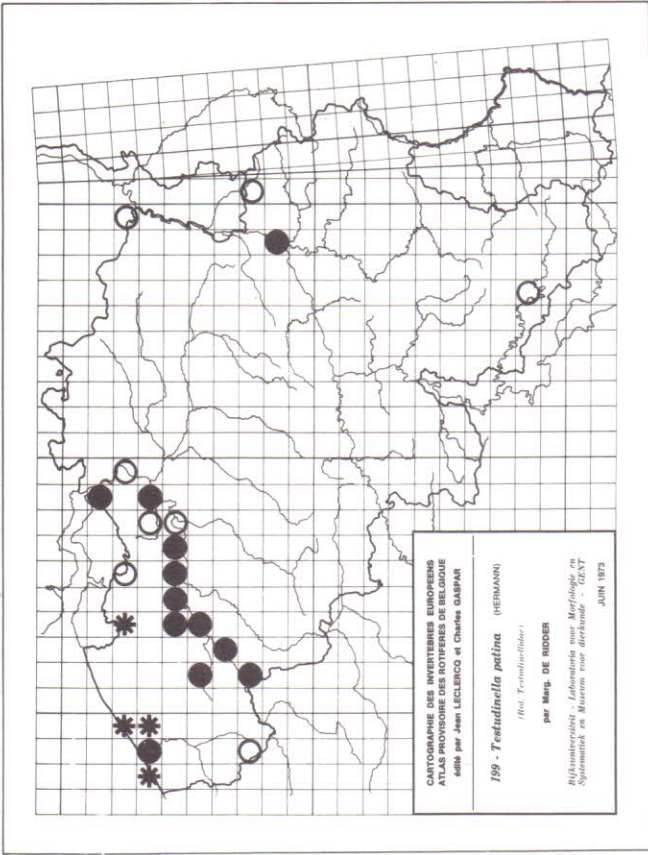 CARTOGRAPHIE DES INVERTEBRES EUROPEENS
ATLAS PROVISOIRE DES ROTIFERES DE BELGIQUE
édité par Jean LECLERCQ et Charles GASPAR
199 - Testudinella patina (HERMANN)
(Rot. Testudinellidae)
par Marg. DE RIDDER
Rijksuniversiteit - Laboratoria voor Morfologie en
Systematiek en Museum voor dierkunde - GENT
JUIN 1973